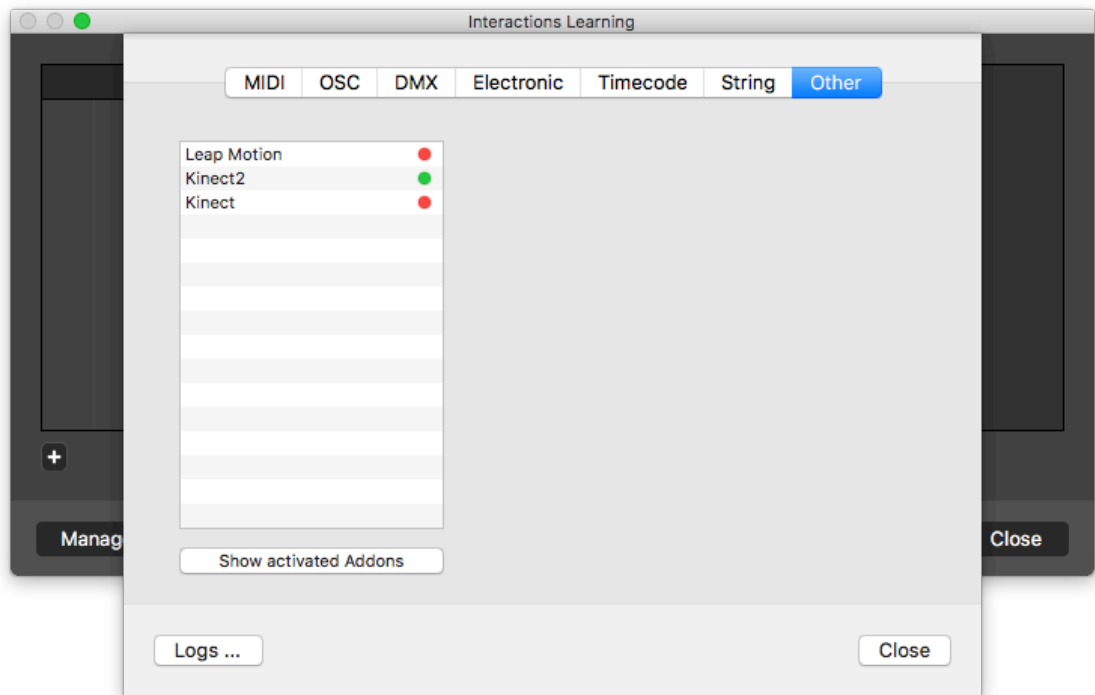 Interactions Learning
MIDI OSC DMX Electronic Timecode String Other
Leap Motion
Kinect2
Kinect
+
Show activated Addons
Manag
Close
Logs ...
Close